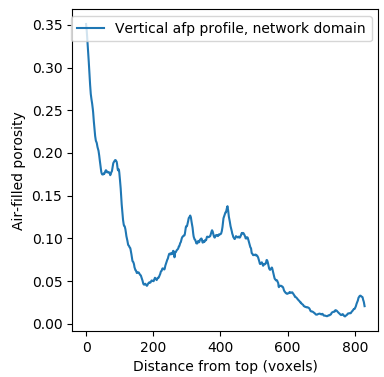 Vertical afp profile, network domain
0.35
0.30
0.25
0.20
0.15
0.10
0.05
0.00
Air-filled porosity
0 200 400 600 800
Distance from top (voxels)